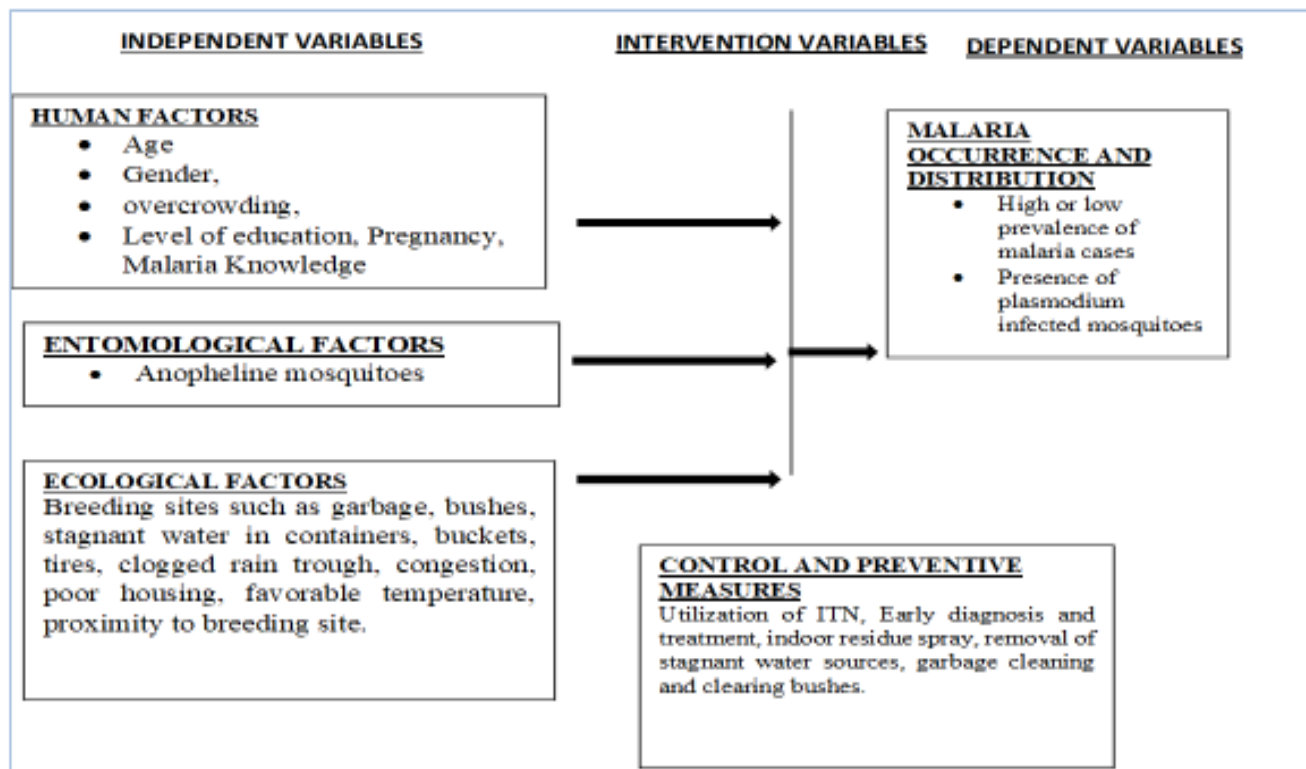 INDEPENDENT VARIABLES
INTERVENTION VARIABLES
DEPENDENT VARIABLES
HUMAN FACTORS
• Age
• Gender,
• overcrowding,
• Level of education, Pregnancy,
Malaria Knowledge
ENTOMOLOGICAL FACTORS
• Anopheline mosquitoes
ECOLOGICAL FACTORS
Breeding sites such as garbage, bushes,
stagnant water in containers, buckets,
tires, clogged rain trough, congestion,
poor housing, favorable temperature,
proximity to breeding site.
CONTROL AND PREVENTIVE
MEASURES
Utilization of ITN, Early diagnosis and
treatment, indoor residue spray, removal of
stagnant water sources, garbage cleaning
and clearing bushes.
MALARIA
OCCURRENCE AND
DISTRIBUTION
• High or low
prevalence of
malaria cases
• Presence of
plasmodium
infected mosquitoes